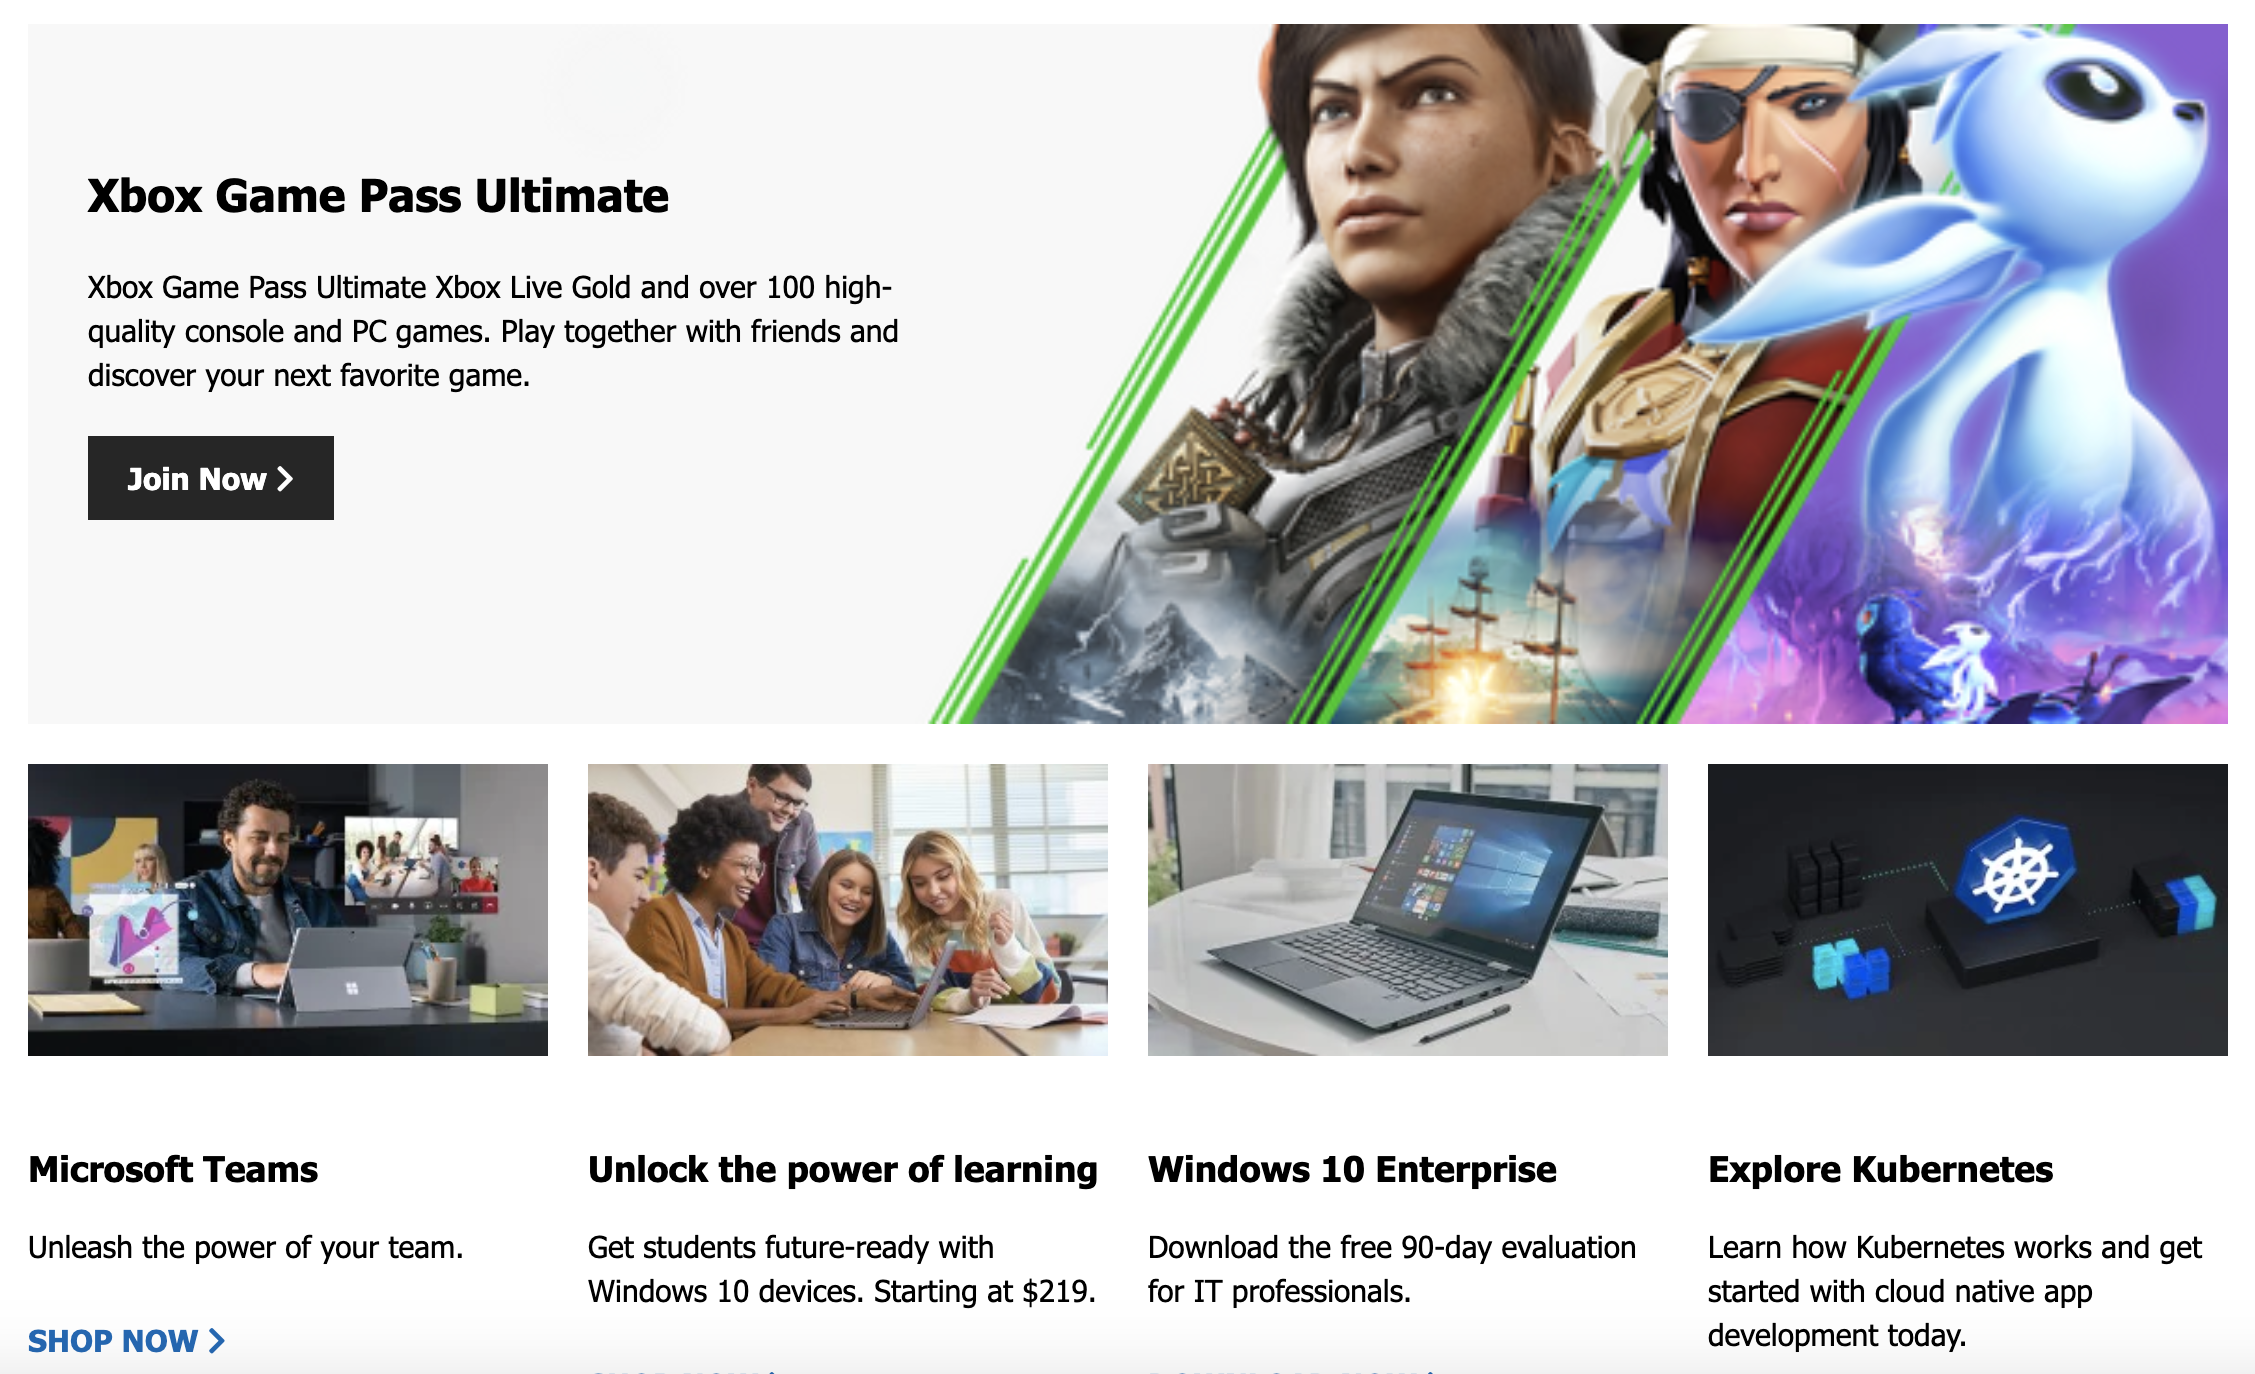 Xbox Game Pass Ultimate
Xbox Game Pass Ultimate Xbox Live Gold and over 100 high-
quality console and PC games. Play together with friends and
discover your next favorite game.
Join Now
Microsoft Teams
Unleash the power of your team.
SHOP NOW
Unlock the power of learning
Get students future-ready with
Windows 10 devices. Starting at $219.
Windows 10 Enterprise
Download the free 90-day evaluation
for IT professionals.
Explore Kubernetes
Learn how Kubernetes works and get
started with cloud native app
development today.